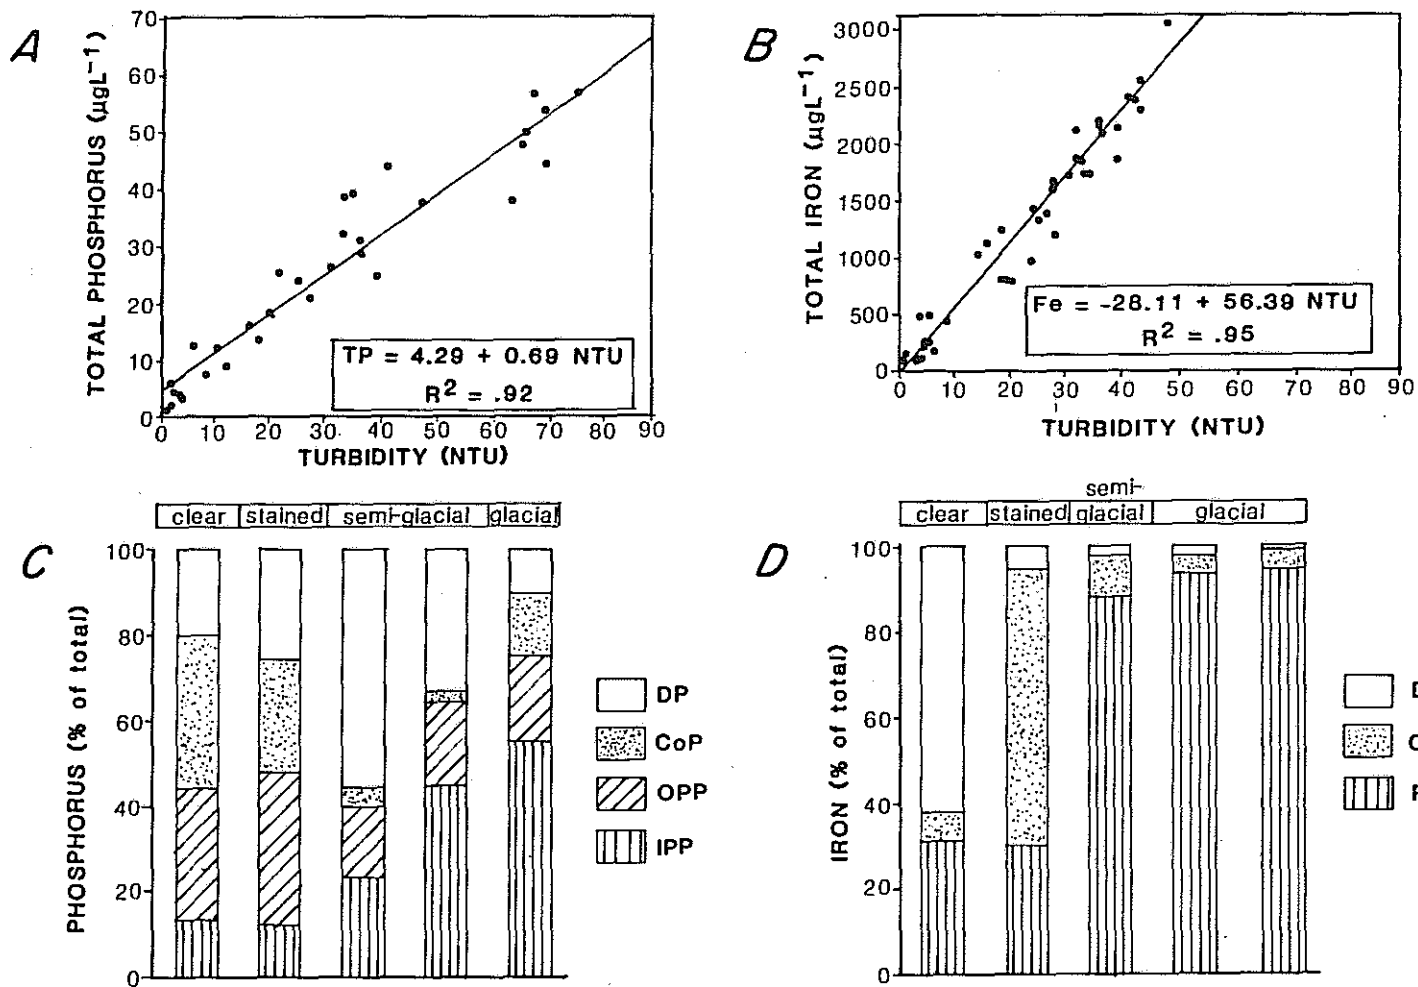 A
TOTAL PHOSPHORUS (µgL⁻¹)
70
60
50
40
30
20
10
0
TP = 4.29 + 0.69 NTU
R² = .92
0 10 20 30 40 50 60 70 80 90
TURBIDITY (NTU)
B
TOTAL IRON (µgL⁻¹)
3000
2500
2000
1500
1000
500
0
Fe = -28.11 + 56.39 NTU
R² = .95
0 10 20 30 40 50 60 70 80 90
TURBIDITY (NTU)
clear stained semi-glacial glacial
C
PHOSPHORUS (% of total)
100
80
60
40
20
0
DP
CoP
OPP
IPP
semi-
clear stained glacial glacial
D
IRON (% of total)
100
80
60
40
20
0